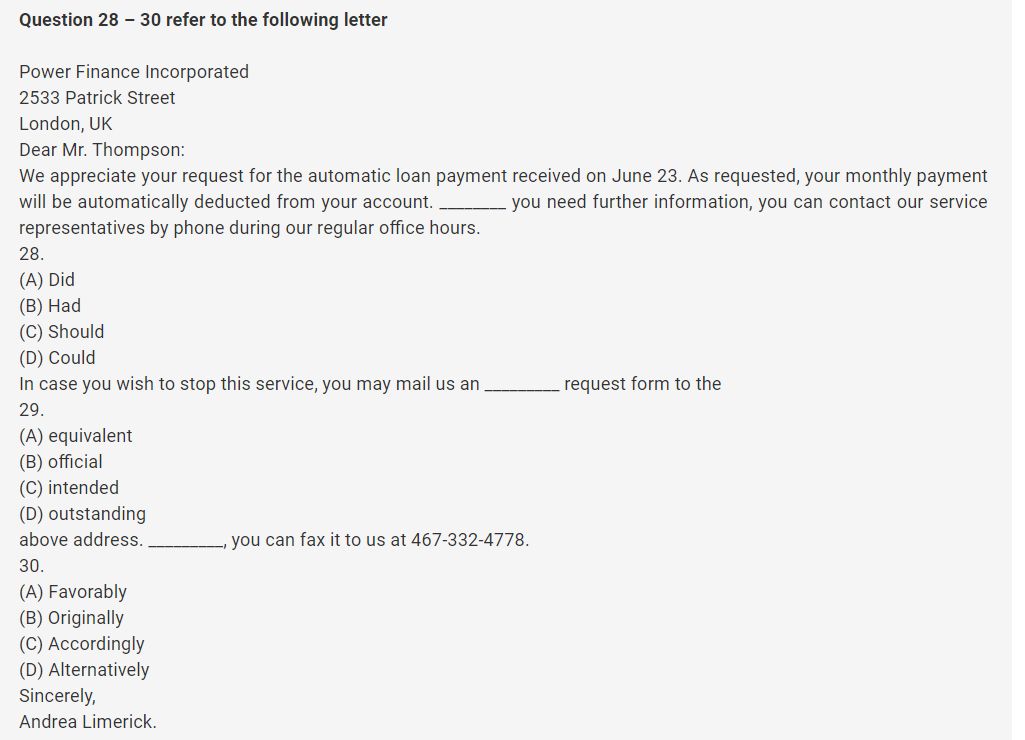 Question 28 – 30 refer to the following letter
Power Finance Incorporated
2533 Patrick Street
London, UK
Dear Mr. Thompson:
We appreciate your request for the automatic loan payment received on June 23. As requested, your monthly payment
will be automatically deducted from your account. ________ you need further information, you can contact our service
representatives by phone during our regular office hours.
28.
(A) Did
(B) Had
(C) Should
(D) Could
In case you wish to stop this service, you may mail us an _________ request form to the
29.
(A) equivalent
(B) official
(C) intended
(D) outstanding
above address. _________, you can fax it to us at 467-332-4778.
30.
(A) Favorably
(B) Originally
(C) Accordingly
(D) Alternatively
Sincerely,
Andrea Limerick.